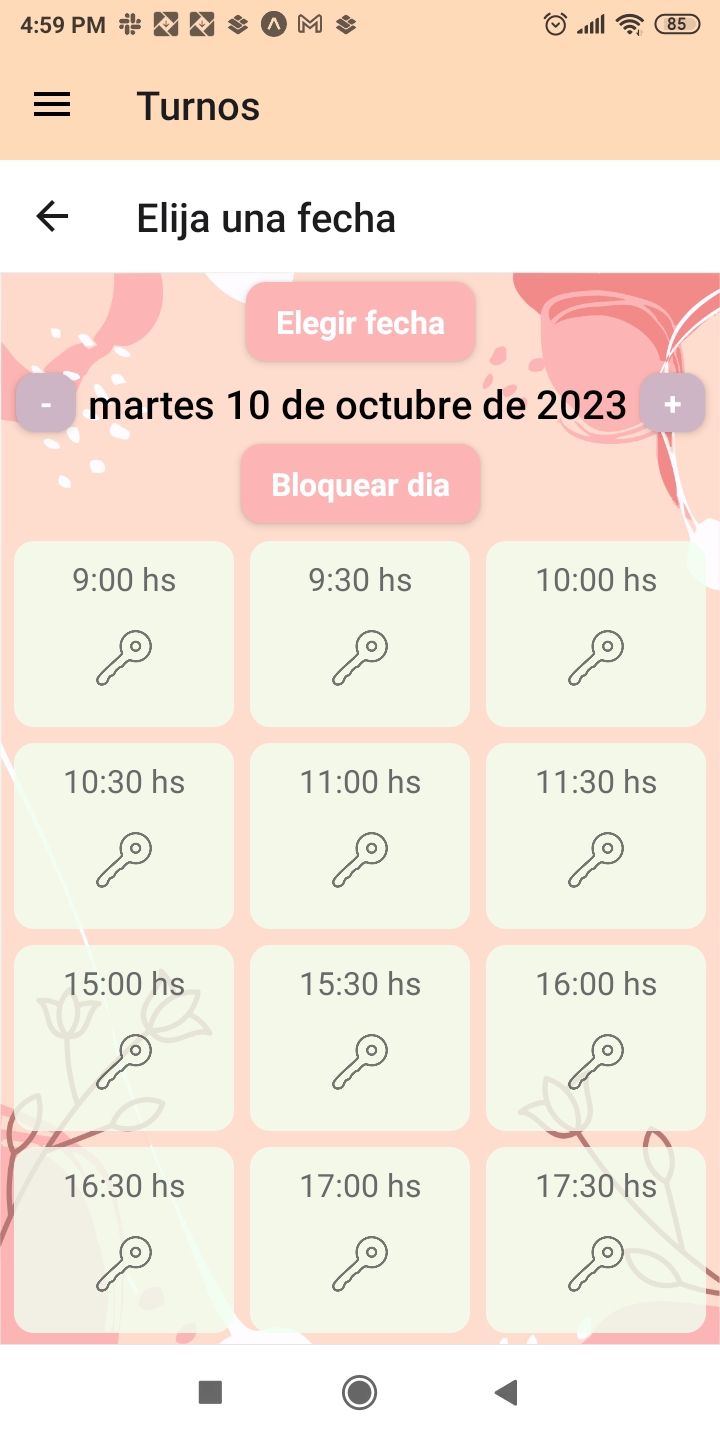 4:59 PM 85
Turnos
Elija una fecha
Elegir fecha
- martes 10 de octubre de 2023 +
Bloquear dia
9:00 hs 9:30 hs 10:00 hs
10:30 hs 11:00 hs 11:30 hs
15:00 hs 15:30 hs 16:00 hs
16:30 hs 17:00 hs 17:30 hs